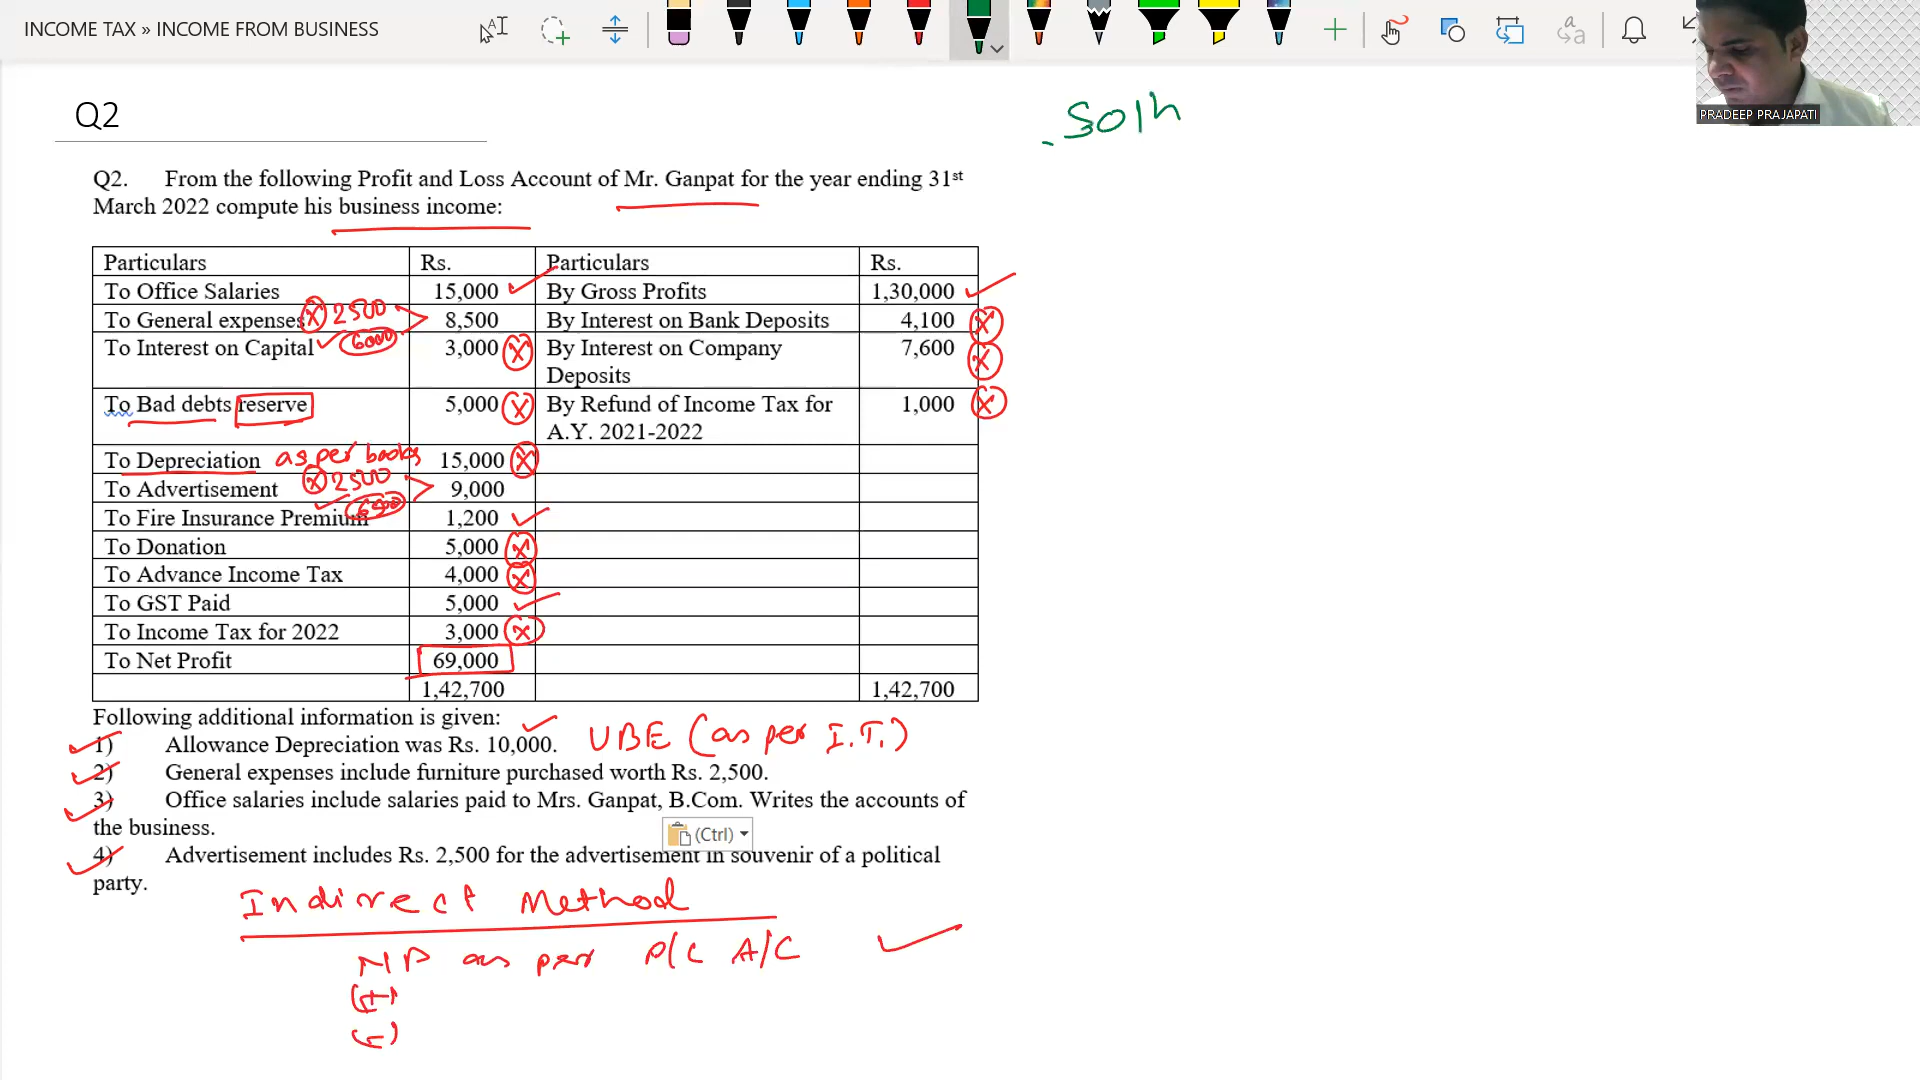 INCOME TAX » INCOME FROM BUSINESS
PRADEEP PRAJAPATI
Q2
Soln
Q2. From the following Profit and Loss Account of Mr. Ganpat for the year ending 31st
March 2022 compute his business income:
Particulars Rs. Particulars Rs.
To Office Salaries 15,000 By Gross Profits 1,30,000
To General expenses 2500 8,500 By Interest on Bank Deposits 4,100
To Interest on Capital 6000 3,000 By Interest on Company 7,600
Deposits
To Bad debts reserve 5,000 By Refund of Income Tax for 1,000
A.Y. 2021-2022
To Depreciation as per books 15,000
To Advertisement 2500 9,000
To Fire Insurance Premium 6500 1,200
To Donation 5,000
To Advance Income Tax 4,000
To GST Paid 5,000
To Income Tax for 2022 3,000
To Net Profit 69,000
1,42,700 1,42,700
Following additional information is given:
1) Allowance Depreciation was Rs. 10,000. UBE (as per I.T.)
2) General expenses include furniture purchased worth Rs. 2,500.
3) Office salaries include salaries paid to Mrs. Ganpat, B.Com. Writes the accounts of
the business.
(Ctrl)
4) Advertisement includes Rs. 2,500 for the advertisement in souvenir of a political
party.
Indirect Method
NP as per P/L A/C
(+)
(-)